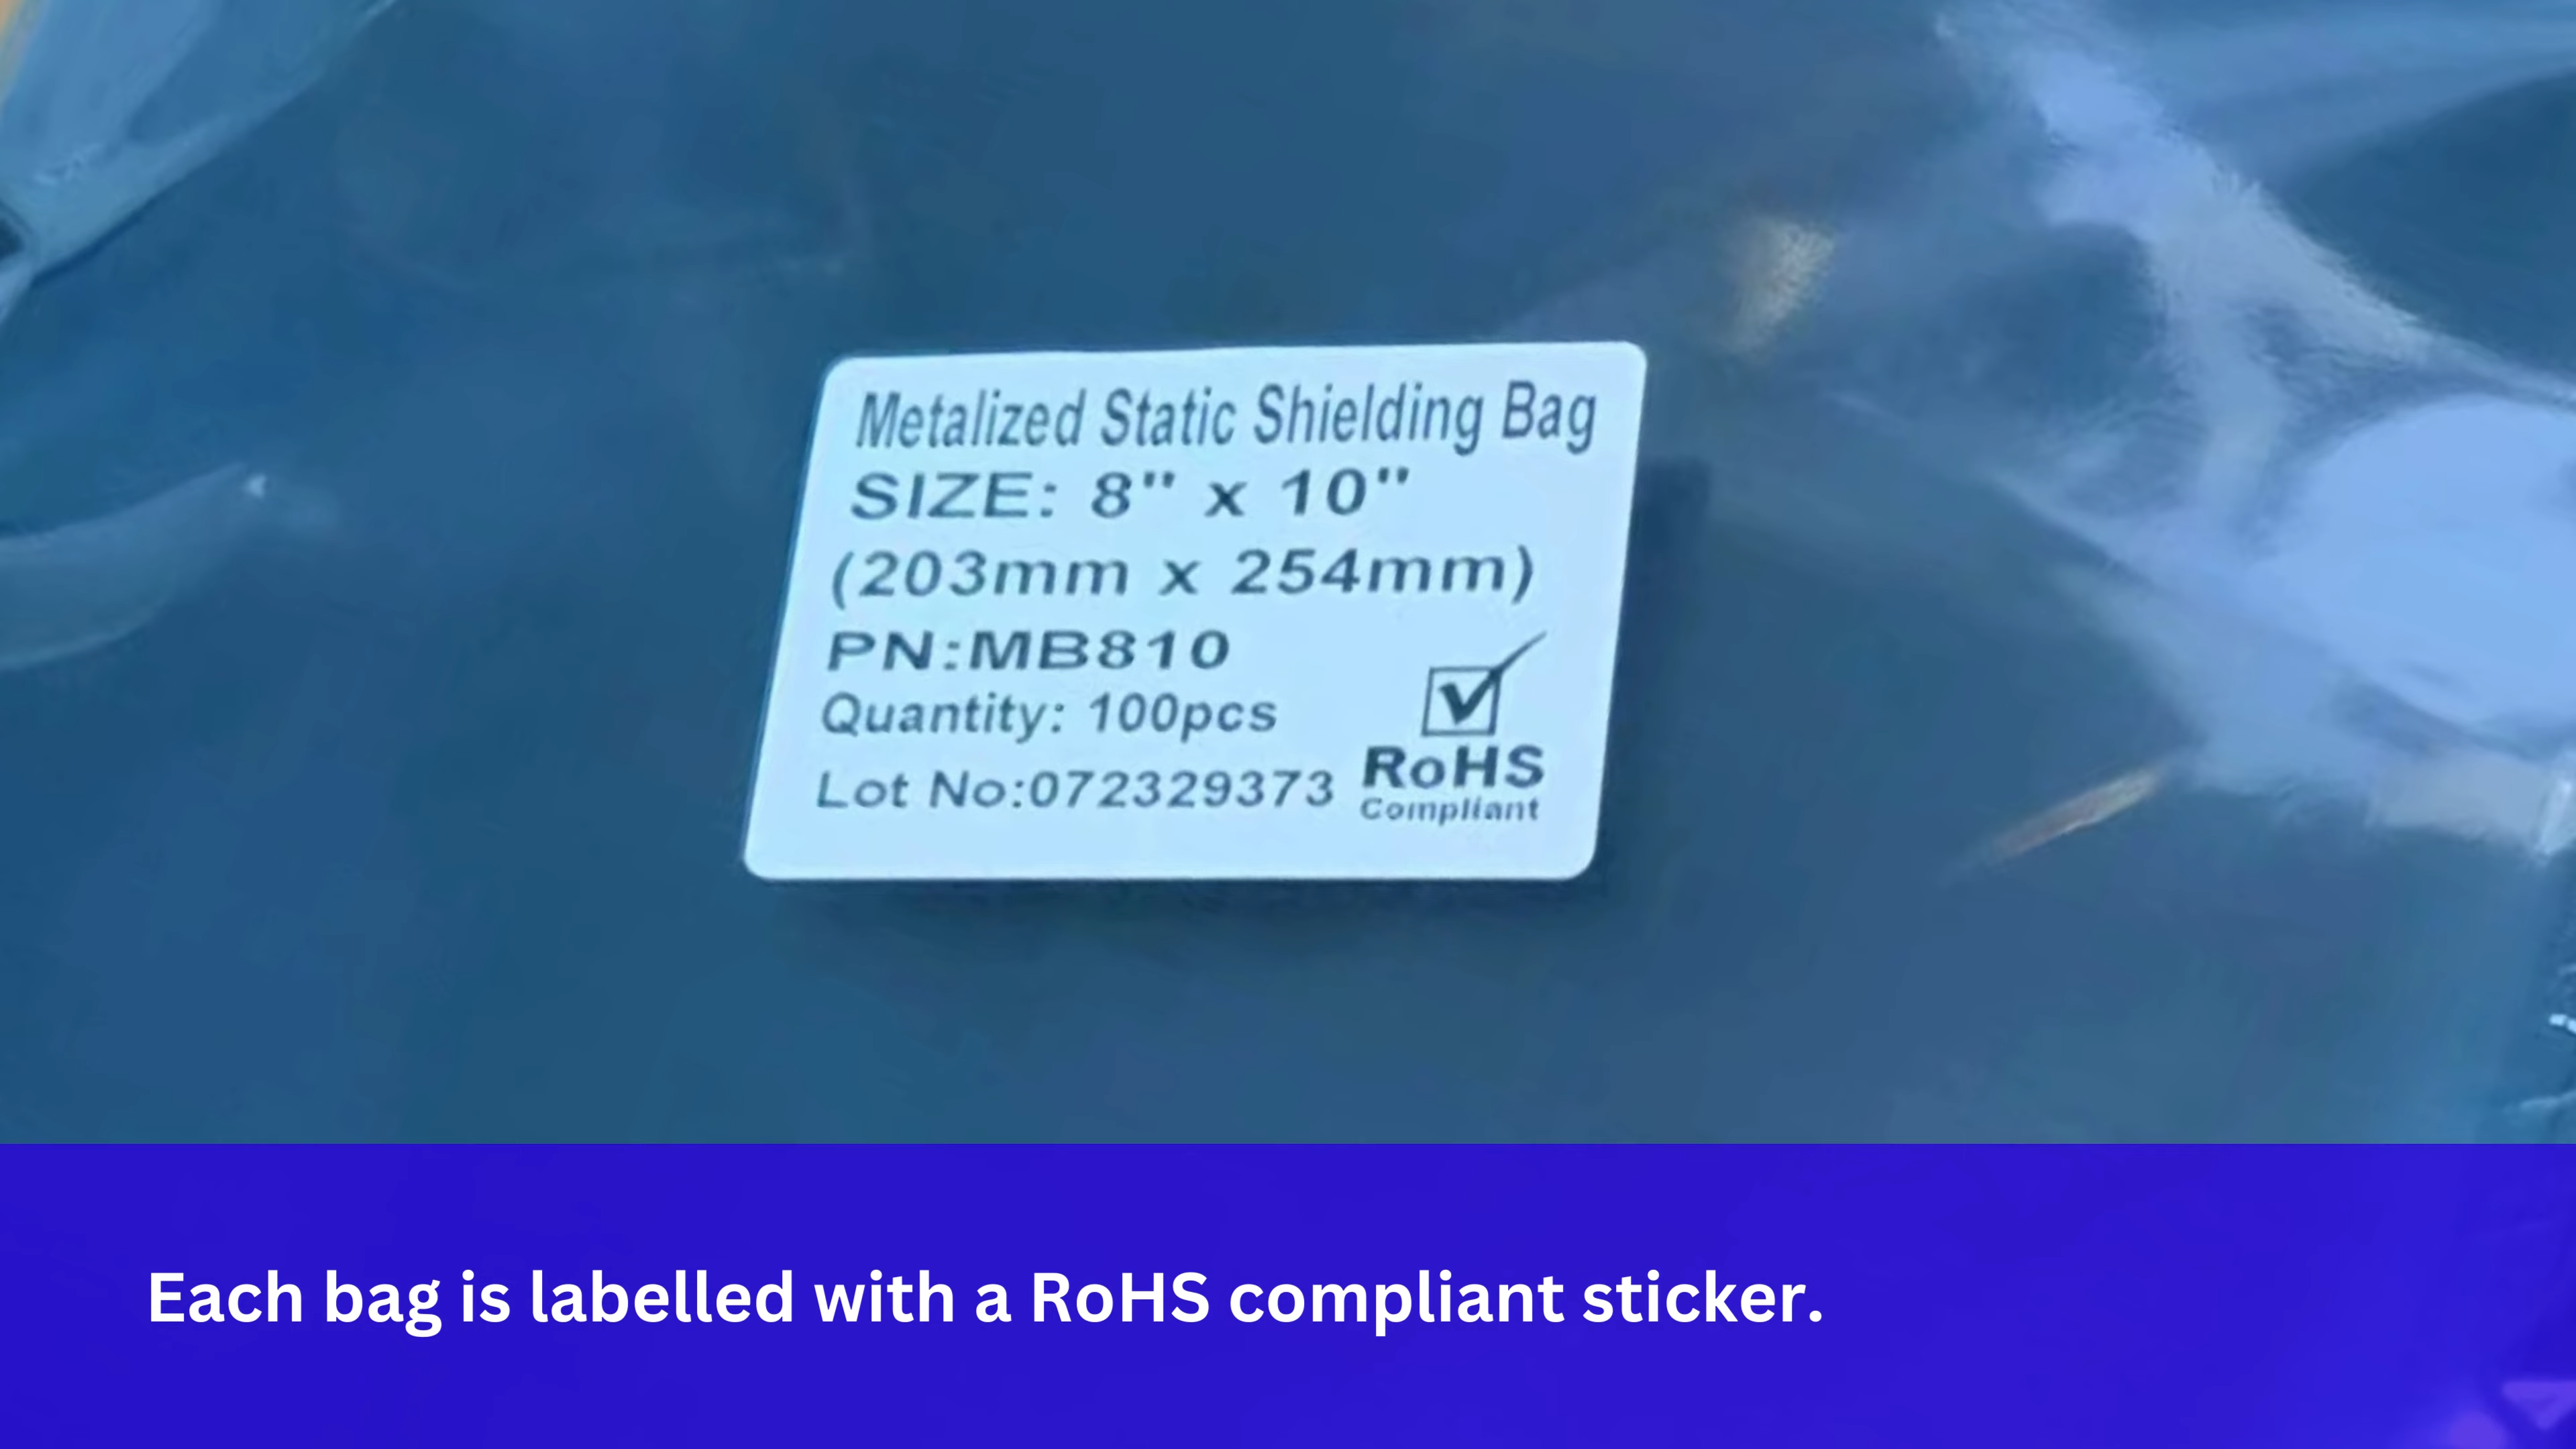 Metalized Static Shielding Bag
SIZE: 8" x 10"
(203mm x 254mm)
PN:MB810
Quantity: 100pcs
Lot No:072329373
RoHS
Compliant
Each bag is labelled with a RoHS compliant sticker.